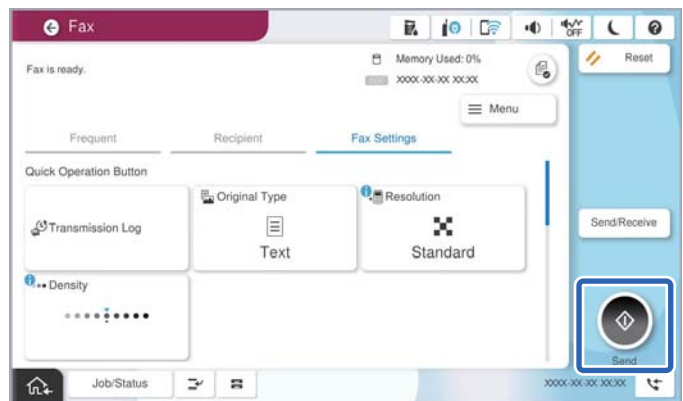 Fax
OFF
Fax is ready.
Memory Used: 0%
XXXX-XX-XX XX:XX
Reset
Menu
Frequent
Recipient
Fax Settings
Quick Operation Button
Transmission Log
Original Type
Text
Resolution
Standard
Send/Receive
Density
Send
Job/Status
XXXX-XX-XX XX:XX